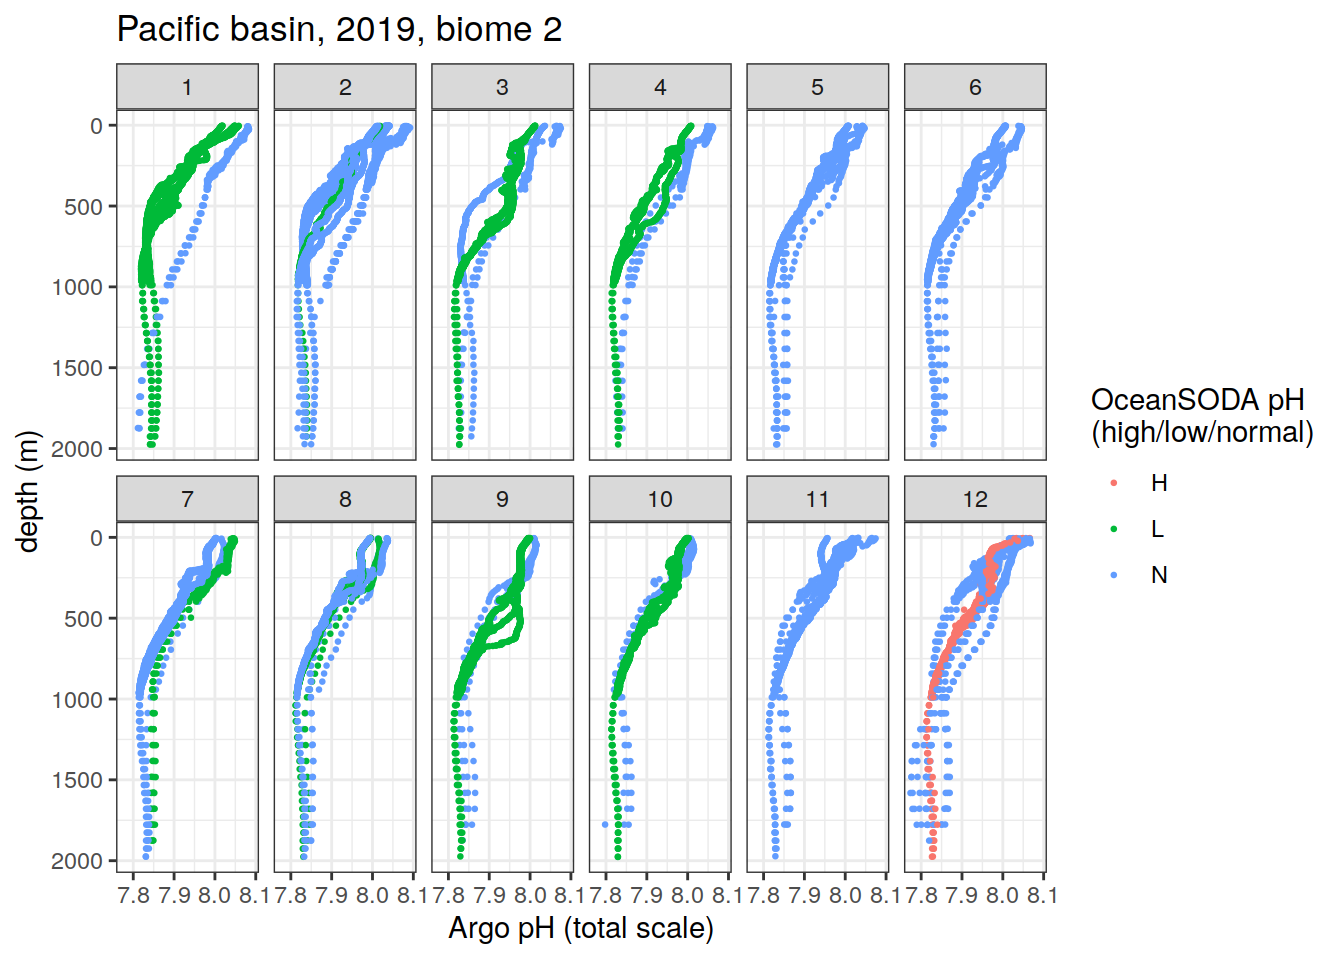 Pacific basin, 2019, biome 2
1 2 3 4 5 6
0
500
1000
1500
2000
7 8 9 10 11 12
0
500
1000
1500
2000
7.8 7.9 8.0 8.1 7.8 7.9 8.0 8.1 7.8 7.9 8.0 8.1 7.8 7.9 8.0 8.1 7.8 7.9 8.0 8.1 7.8 7.9 8.0 8.1
Argo pH (total scale)
depth (m)
OceanSODA pH
(high/low/normal)
H
L
N